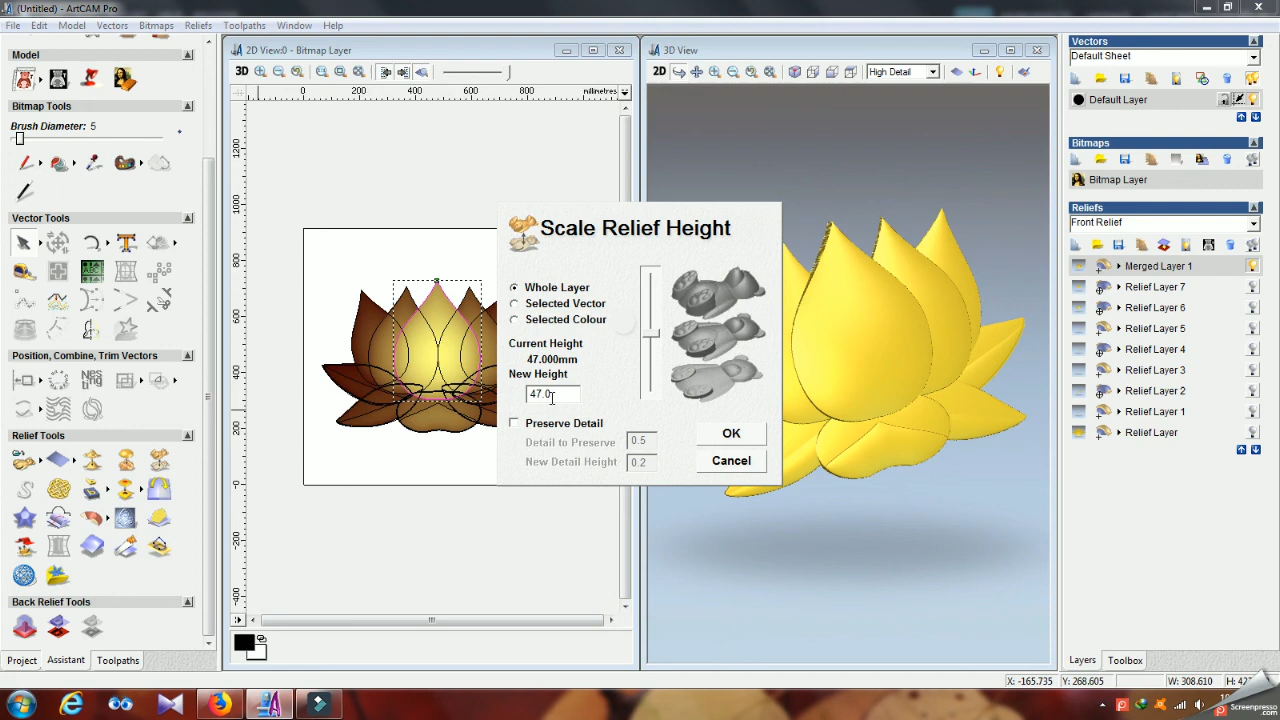 (Untitled) - ArtCAM Pro
File Edit Model Vectors Bitmaps Reliefs Toolpaths Window Help
Model
Bitmap Tools
Brush Diameter: 5
Vector Tools
ABC
Position, Combine, Trim Vectors
Relief Tools
Back Relief Tools
Project Assistant Toolpaths
2D View:0 - Bitmap Layer
3D
0 200 400 600 800 millimetres
1200
1000
800
600
400
200
-0
-200
-400
Scale Relief Height
Whole Layer
Selected Vector
Selected Colour
Current Height
47.000mm
New Height
47.0
Preserve Detail
Detail to Preserve 0.5
New Detail Height 0.2
OK
Cancel
3D View
2D High Detail
Vectors
Default Sheet
Default Layer
Bitmaps
Bitmap Layer
Reliefs
Front Relief
Merged Layer 1
Relief Layer 7
Relief Layer 6
Relief Layer 5
Relief Layer 4
Relief Layer 3
Relief Layer 2
Relief Layer 1
Relief Layer
Layers Toolbox
X: -165.735 Y: 268.605 W: 308.610
Screenpresso
.com